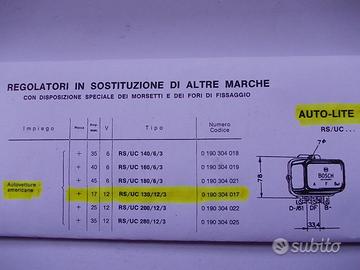 REGOLATORI IN SOSTITUZIONE DI ALTRE MARCHE
CON DISPOSIZIONE SPECIALE DEI MORSETTI E DEI FORI DI FISSAGGIO
AUTO-LITE
RS/UC ...
Impiego Massa Amp. V Tipo Numero Codice
+ 35 6 RS/UC 140/6/3 0 190 304 018
+ 40 6 RS/UC 160/6/3 0 190 304 019
+ 45 6 RS/UC 180/6/3 0 190 304 021
Autovetture americane + 17 12 RS/UC 130/12/3 0 190 304 017
+ 25 12 RS/UC 200/12/3 0 190 304 022
+ 35 12 RS/UC 280/12/3 0 190 304 025
7ø
78
BOSCH
A F B
D-/61 DF B-
33,4
subito